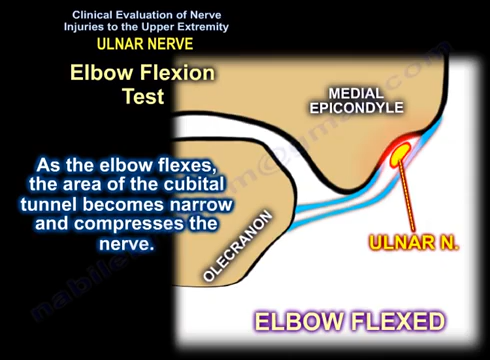 Clinical Evaluation of Nerve
Injuries to the Upper Extremity
ULNAR NERVE
Elbow Flexion
Test
MEDIAL
EPICONDYLE
As the elbow flexes,
the area of the cubital
tunnel becomes narrow
and compresses the
nerve.
OLECRANON
ULNAR N.
ELBOW FLEXED